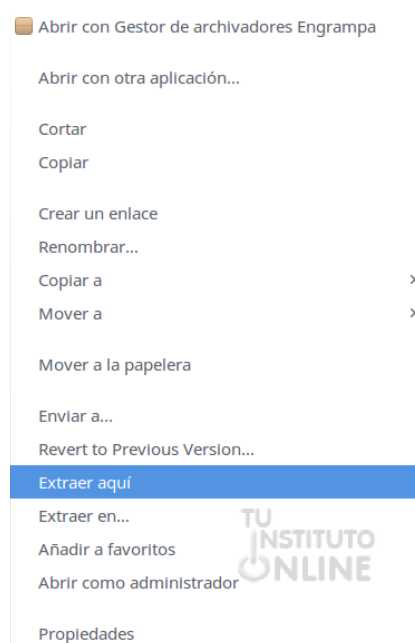 Abrir con Gestor de archivadores Engrampa
Abrir con otra aplicación...
Cortar
Copiar
Crear un enlace
Renombrar...
Copiar a
Mover a
Mover a la papelera
Enviar a...
Revert to Previous Version...
Extraer aquí
Extraer en...
Añadir a favoritos
Abrir como administrador
Propiedades
TU
INSTITUTO
ONLINE